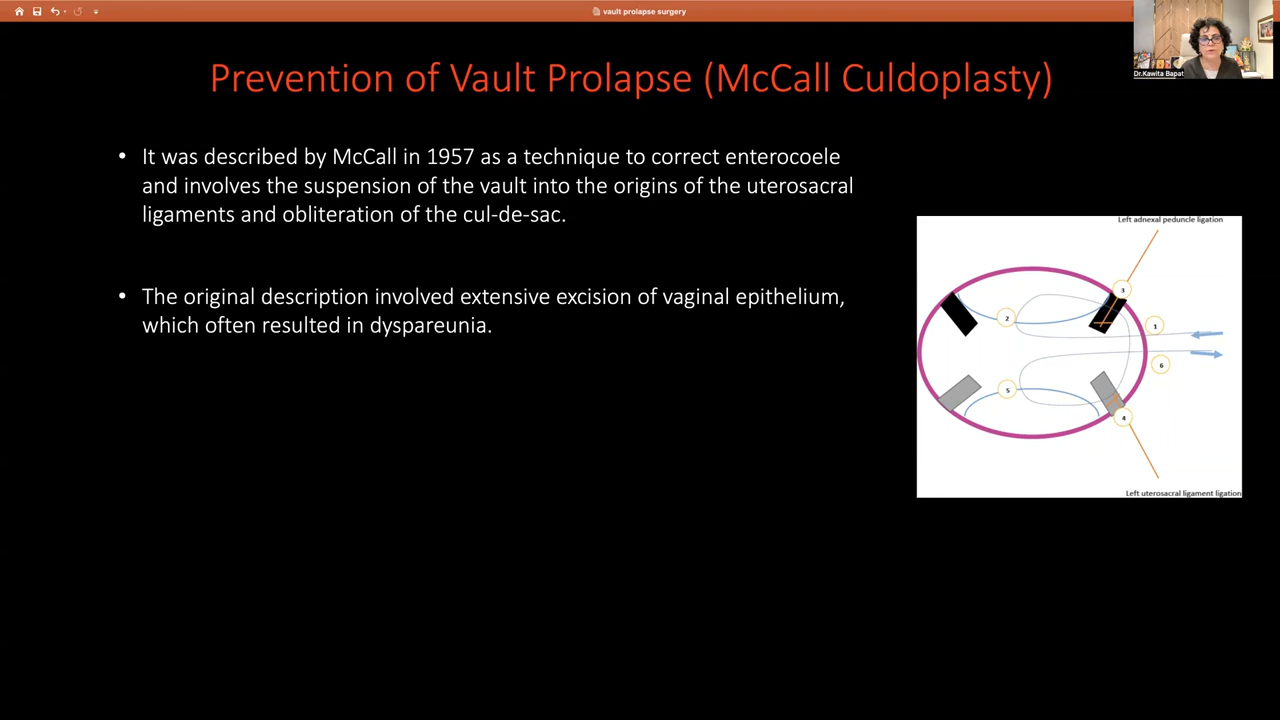 vault prolapse surgery
Dr.Kawita Bapat
Prevention of Vault Prolapse (McCall Culdoplasty)
• It was described by McCall in 1957 as a technique to correct enterocoele
and involves the suspension of the vault into the origins of the uterosacral
ligaments and obliteration of the cul-de-sac.
• The original description involved extensive excision of vaginal epithelium,
which often resulted in dyspareunia.
Left adnexal peduncle ligation
3
2
1
6
5
4
Left uterosacral ligament ligation